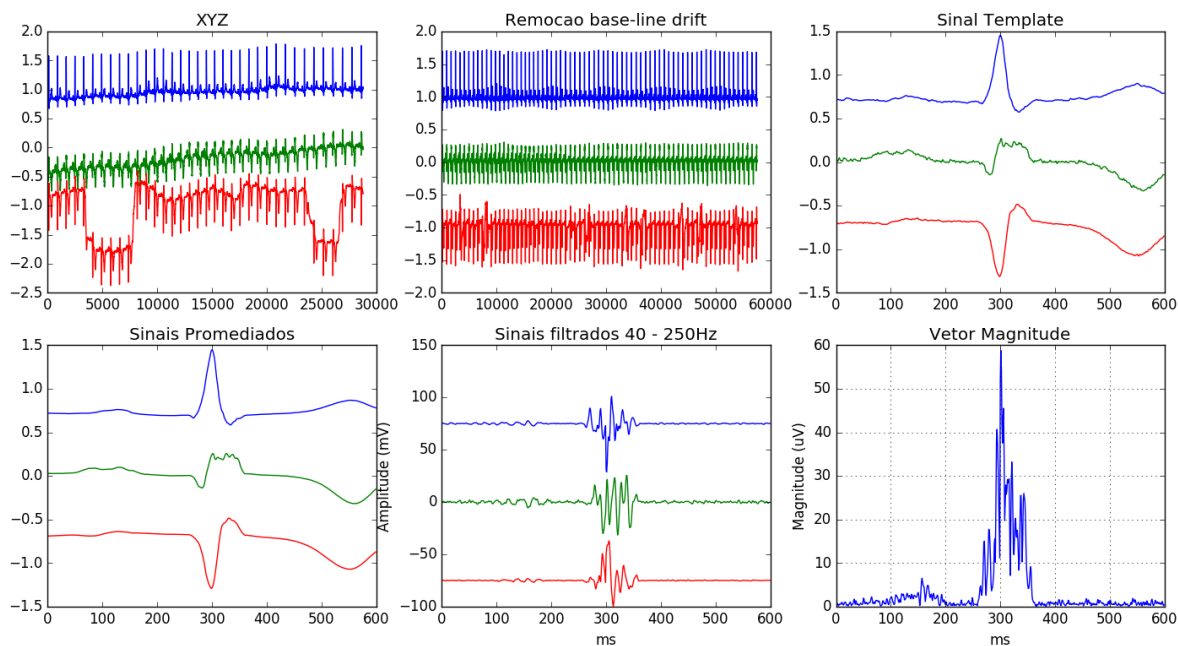 XYZ
2.0
1.5
1.0
0.5
0.0
−0.5
−1.0
−1.5
−2.0
−2.5
0 5000 10000 15000 20000 25000 30000
Remocao base-line drift
2.0
1.5
1.0
0.5
0.0
−0.5
−1.0
−1.5
−2.0
0 10000 20000 30000 40000 50000 60000
Sinal Template
1.5
1.0
0.5
0.0
−0.5
−1.0
−1.5
0 100 200 300 400 500 600
Sinais Promediados
1.5
1.0
0.5
0.0
−0.5
−1.0
−1.5
0 100 200 300 400 500 600
Sinais filtrados 40 - 250Hz
Amplitude (mV)
150
100
50
0
−50
−100
0 100 200 300 400 500 600
ms
Vetor Magnitude
Magnitude (uV)
60
50
40
30
20
10
0
0 100 200 300 400 500 600
ms